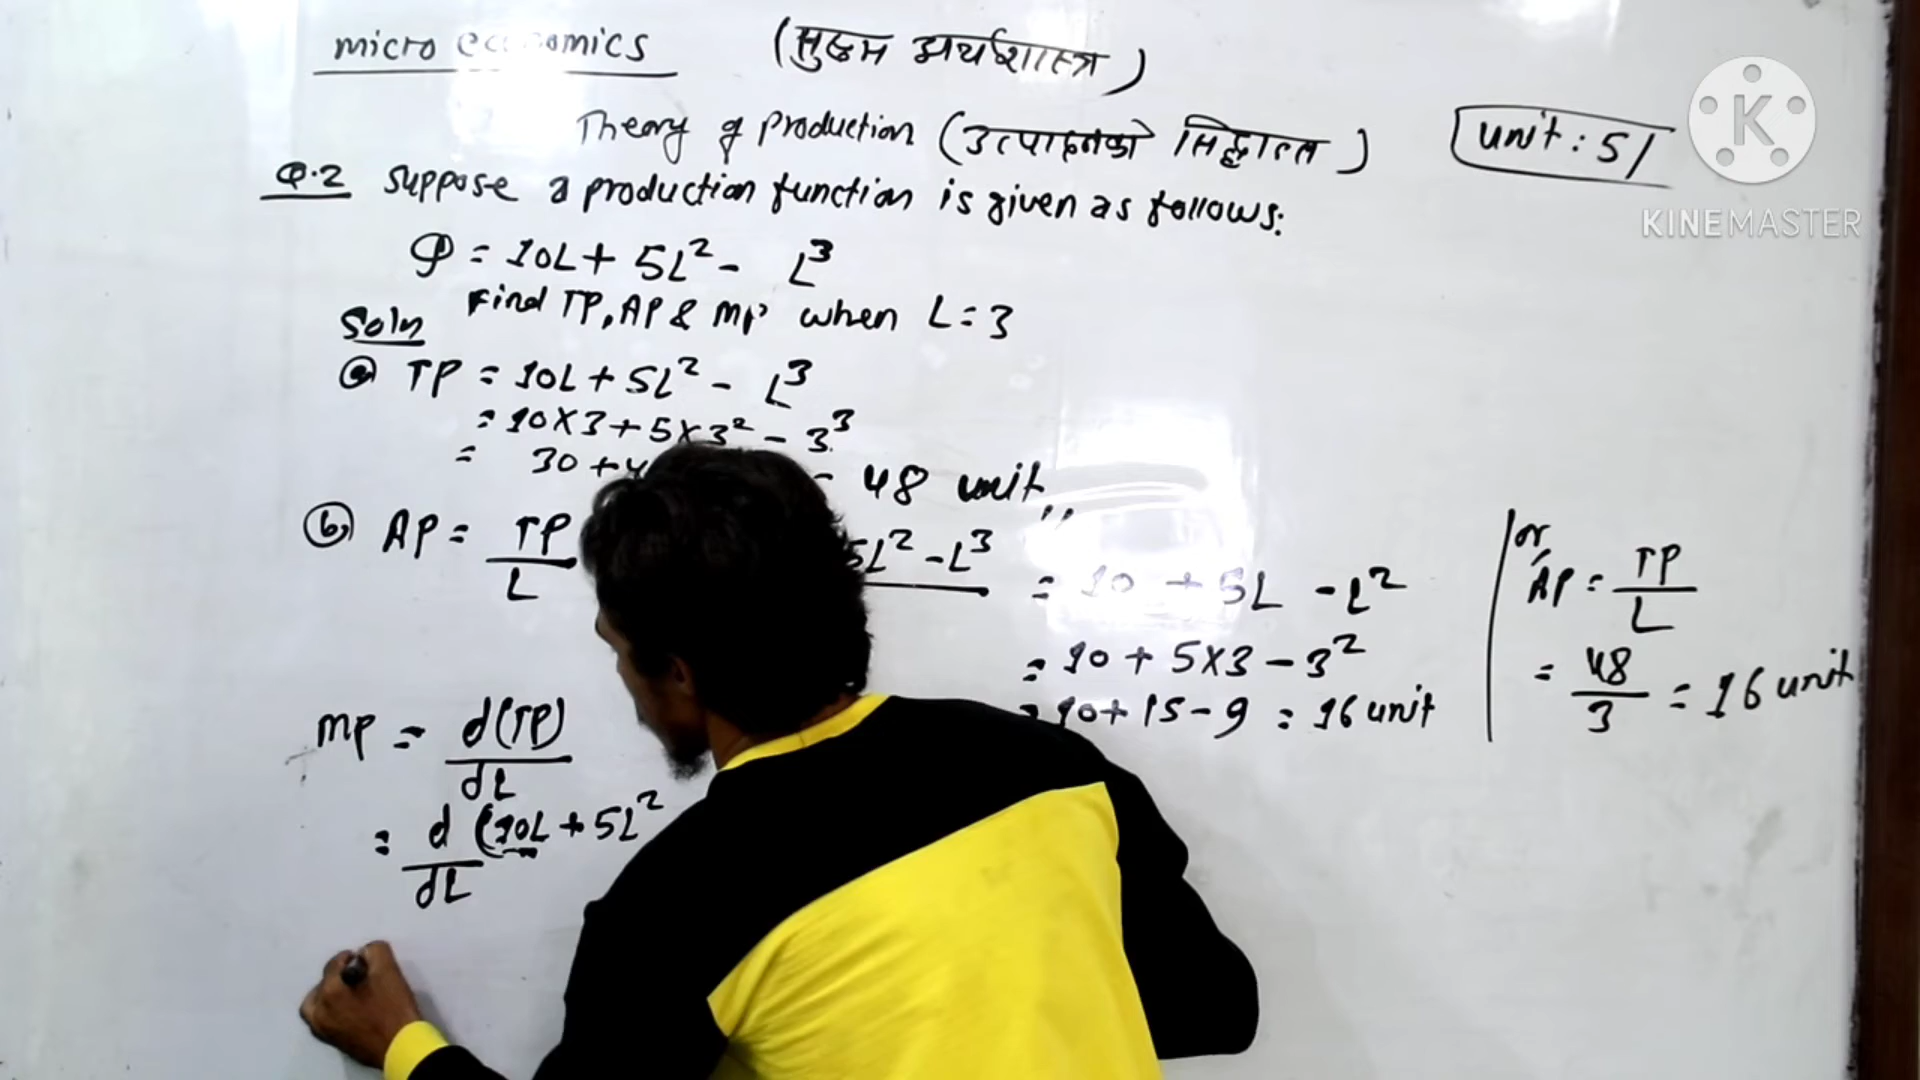 micro economics (सुक्ष्म अर्थशास्त्र)
Theory of production (उत्पादनको सिद्धान्त) unit: 5/
Q.2 Suppose a production function is given as follows:
Q = 10L + 5L² - L³
Find TP, AP & MP when L = 3
Soln
(a) TP = 10L + 5L² - L³
= 10×3 + 5×3² - 3³
= 30 + 4 = 48 unit,,
(b) AP = TP/L 5L² - L³ = 10 + 5L - L²
= 10 + 5×3 - 3²
= 10 + 15 - 9 = 16 unit
or
AP = TP/L
= 48/3 = 16 unit
MP = d(TP)/dL
= d/dL (10L + 5L²
K
KINEMASTER